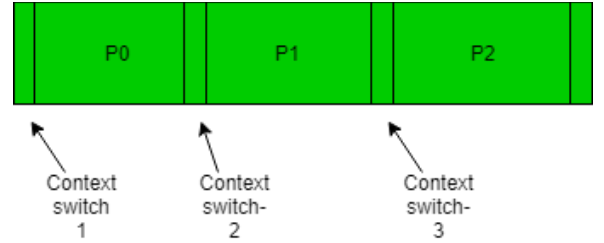 P0
P1
P2
Context
switch
1
Context
switch-
2
Context
switch-
3